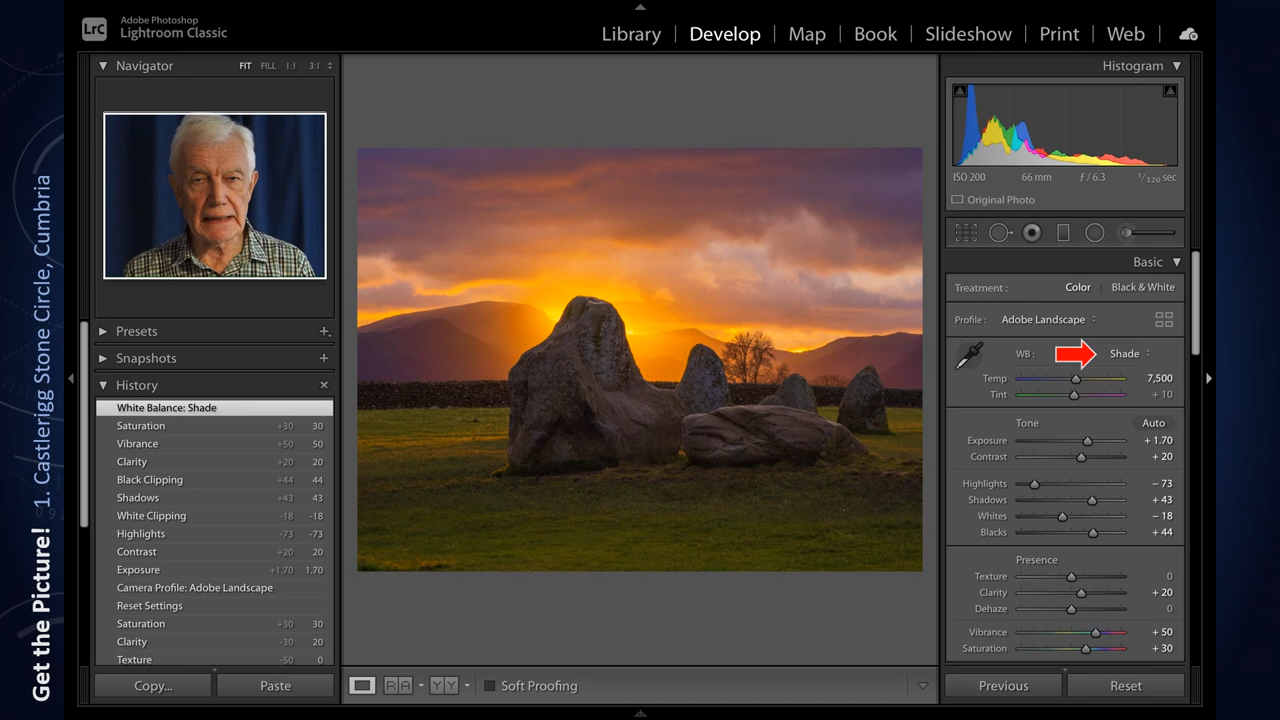 Get the Picture! 1. Castlerigg Stone Circle, Cumbria
LrC
Adobe Photoshop
Lightroom Classic
Library | Develop | Map | Book | Slideshow | Print | Web
Navigator FIT FILL 1:1 3:1
Presets
Snapshots
History
White Balance: Shade
Saturation +30 30
Vibrance +50 50
Clarity +20 20
Black Clipping +44 44
Shadows +43 43
White Clipping -18 -18
Highlights -73 -73
Contrast +20 20
Exposure +1.70 1.70
Camera Profile: Adobe Landscape
Reset Settings
Saturation +30 30
Clarity -30 20
Texture -50 0
Copy... Paste
R A Y Y Soft Proofing
Histogram
ISO 200 66 mm ƒ / 6.3 1/320 sec
Original Photo
Basic
Treatment : Color | Black & White
Profile : Adobe Landscape
WB : Shade
Temp 7,500
Tint + 10
Tone Auto
Exposure + 1.70
Contrast + 20
Highlights – 73
Shadows + 43
Whites – 18
Blacks + 44
Presence
Texture 0
Clarity + 20
Dehaze 0
Vibrance + 50
Saturation + 30
Previous Reset